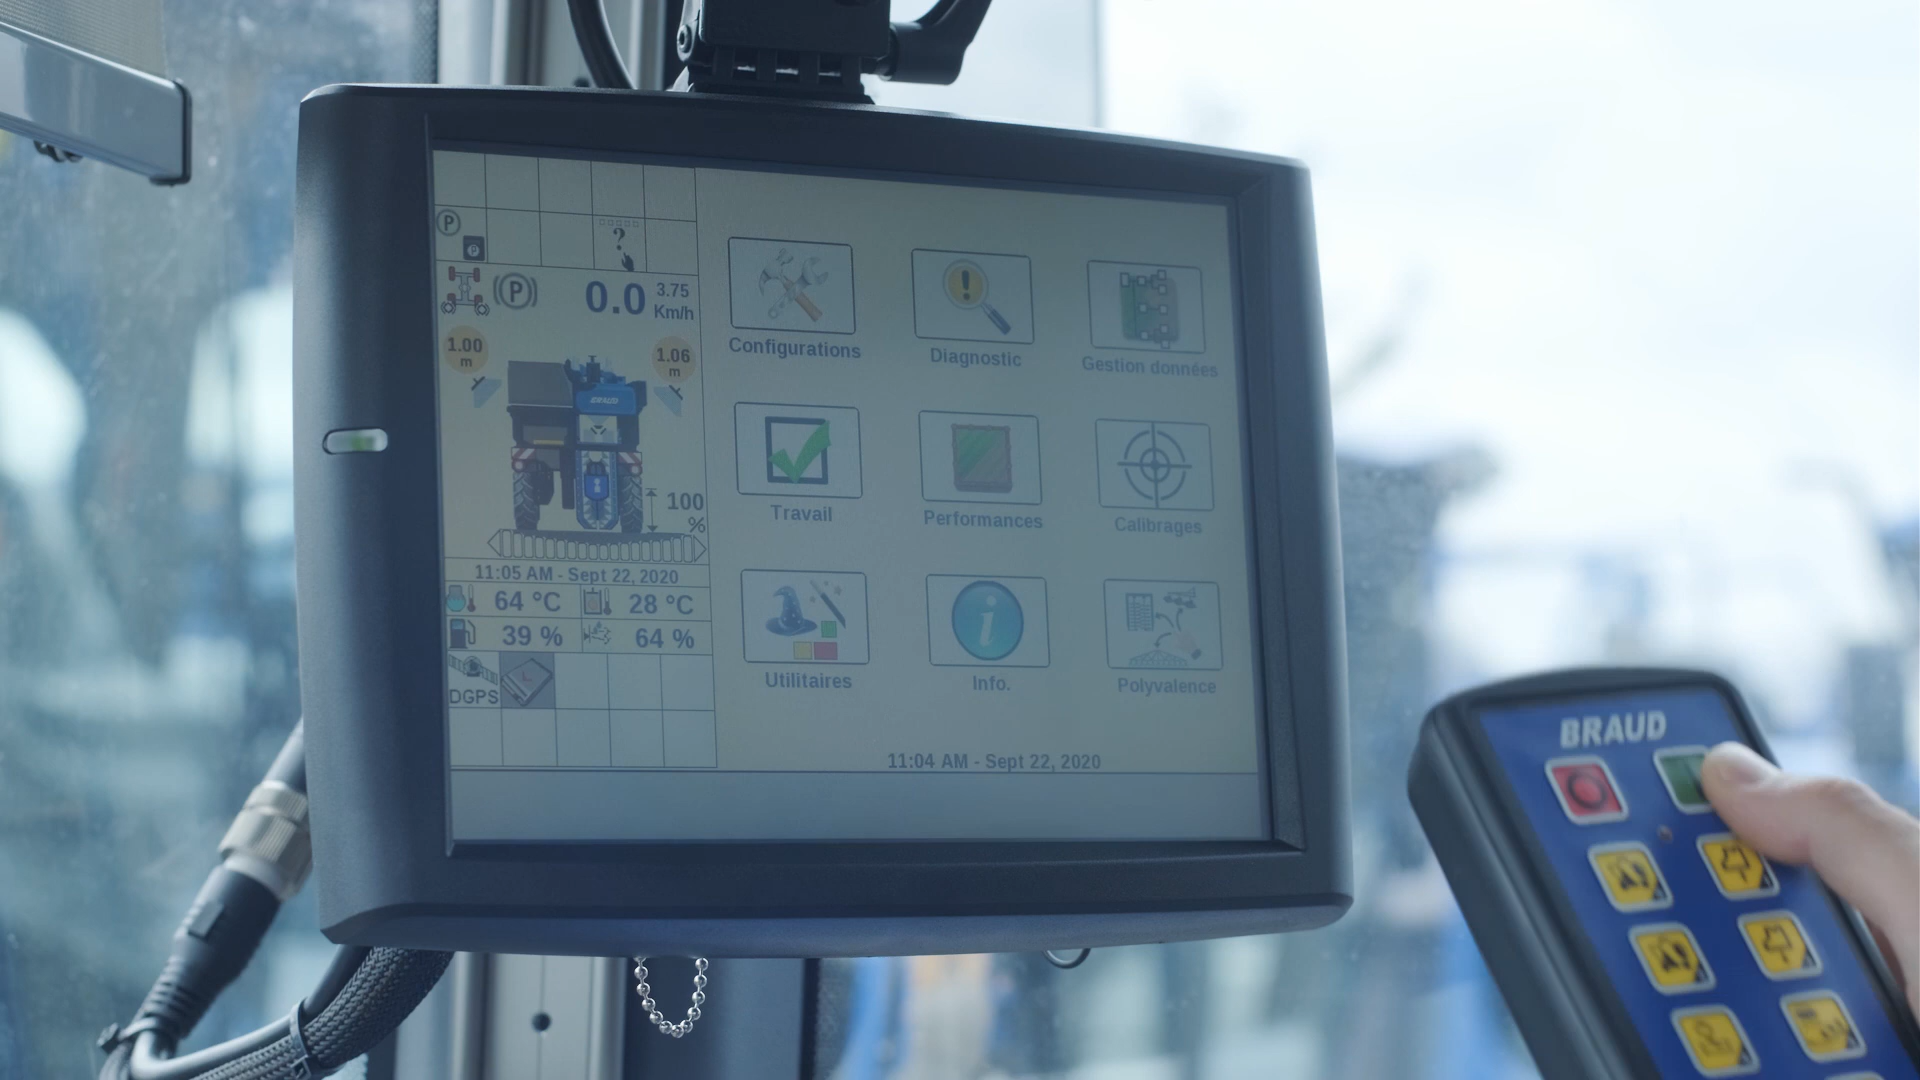 P
P
?
P
0.0
3.75
Km/h
1.00
m
1.06
m
BRAUD
100
%
11:05 AM - Sept 22, 2020
64 °C
28 °C
39 %
64 %
DGPS
Configurations
Diagnostic
Gestion données
Travail
Performances
Calibrages
Utilitaires
Info.
Polyvalence
11:04 AM - Sept 22, 2020
BRAUD